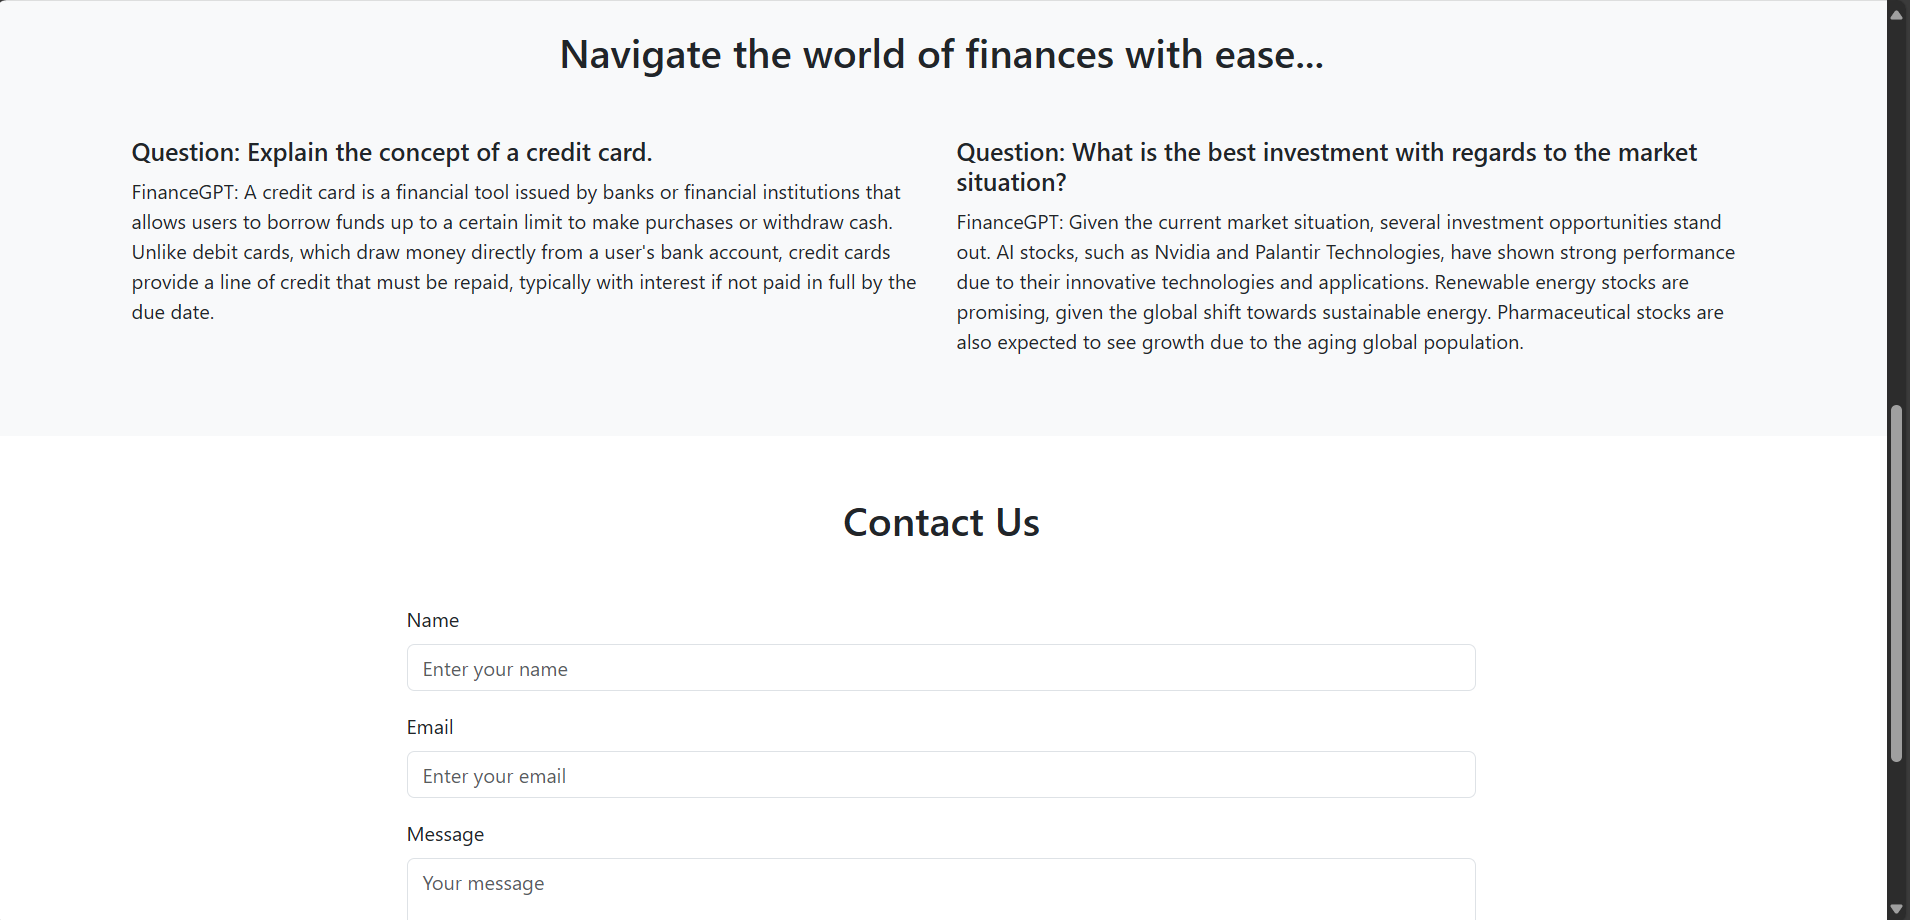 Navigate the world of finances with ease...
Question: Explain the concept of a credit card.
FinanceGPT: A credit card is a financial tool issued by banks or financial institutions that
allows users to borrow funds up to a certain limit to make purchases or withdraw cash.
Unlike debit cards, which draw money directly from a user's bank account, credit cards
provide a line of credit that must be repaid, typically with interest if not paid in full by the
due date.
Question: What is the best investment with regards to the market
situation?
FinanceGPT: Given the current market situation, several investment opportunities stand
out. AI stocks, such as Nvidia and Palantir Technologies, have shown strong performance
due to their innovative technologies and applications. Renewable energy stocks are
promising, given the global shift towards sustainable energy. Pharmaceutical stocks are
also expected to see growth due to the aging global population.
Contact Us
Name
Enter your name
Email
Enter your email
Message
Your message